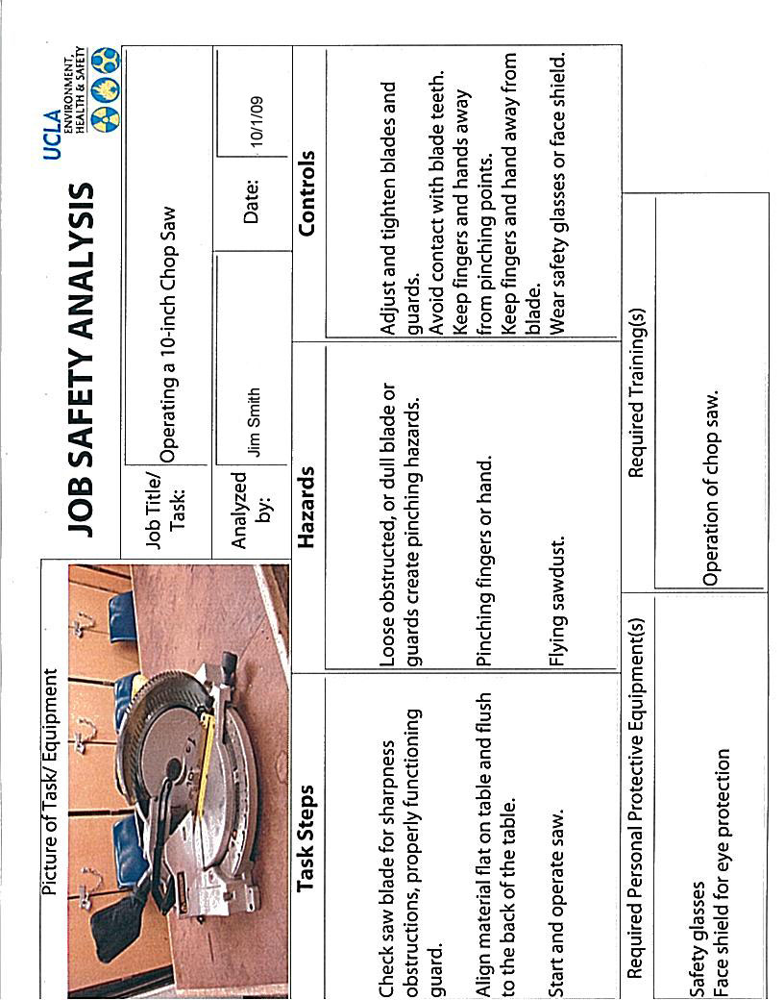 Picture of Task/ Equipment
JOB SAFETY ANALYSIS
UCLA
ENVIRONMENT,
HEALTH & SAFETY
Job Title/
Task:
Operating a 10-inch Chop Saw
Analyzed
by:
Jim Smith
Date:
10/1/09
Task Steps
Hazards
Controls
Check saw blade for sharpness
obstructions, properly functioning
guard.
Loose obstructed, or dull blade or
guards create pinching hazards.
Adjust and tighten blades and
guards.
Avoid contact with blade teeth.
Align material flat on table and flush
to the back of the table.
Pinching fingers or hand.
Keep fingers and hands away
from pinching points.
Keep fingers and hand away from
blade.
Start and operate saw.
Flying sawdust.
Wear safety glasses or face shield.
Required Personal Protective Equipment(s)
Required Training(s)
Safety glasses
Face shield for eye protection
Operation of chop saw.